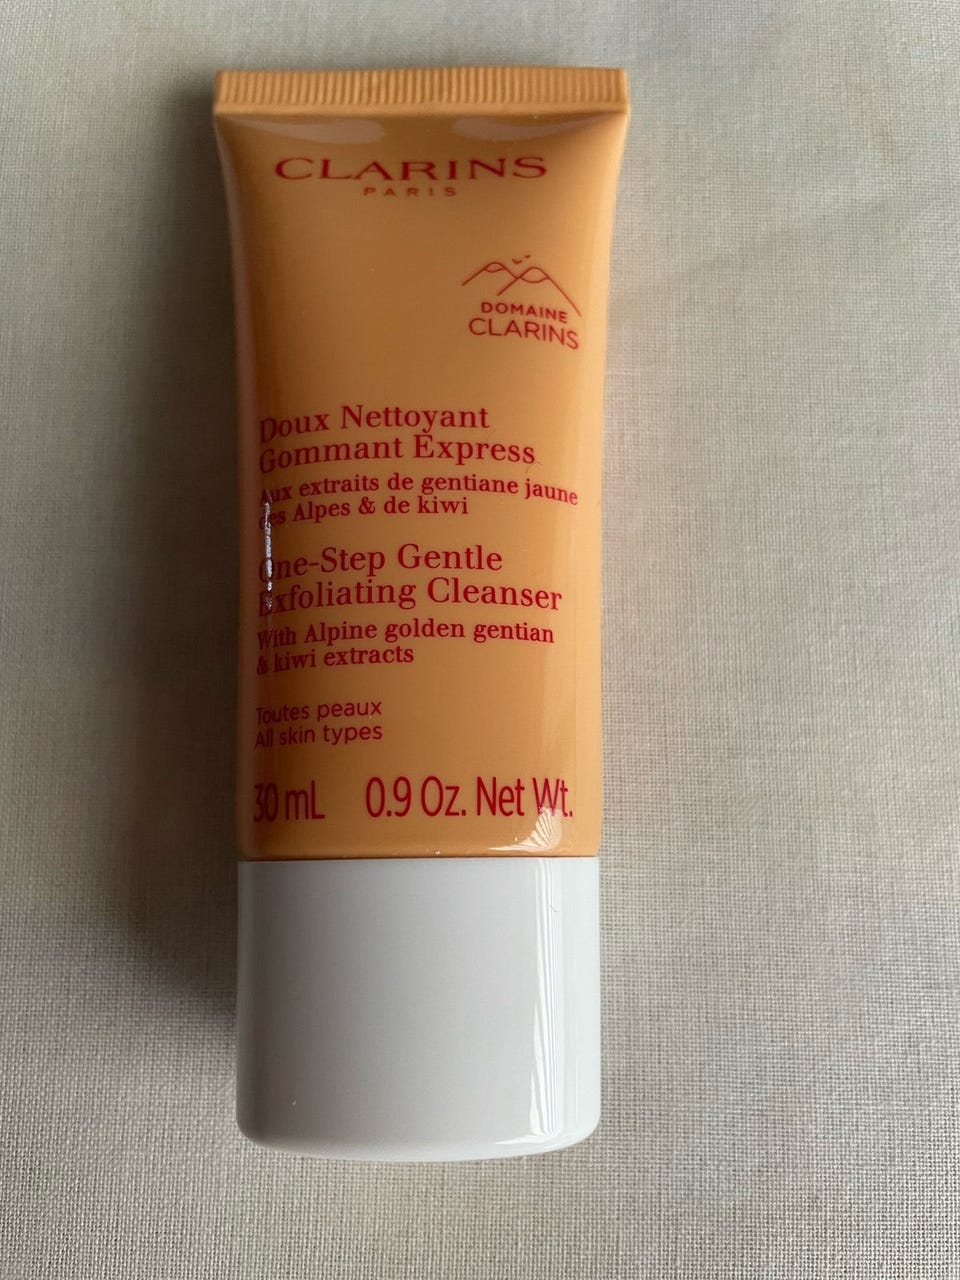 CLARINS
PARIS
DOMAINE
CLARINS
Doux Nettoyant
Gommant Express
Aux extraits de gentiane jaune
des Alpes & de kiwi
One-Step Gentle
Exfoliating Cleanser
With Alpine golden gentian
& kiwi extracts
Toutes peaux
All skin types
30 mL 0.9 Oz. Net Wt.